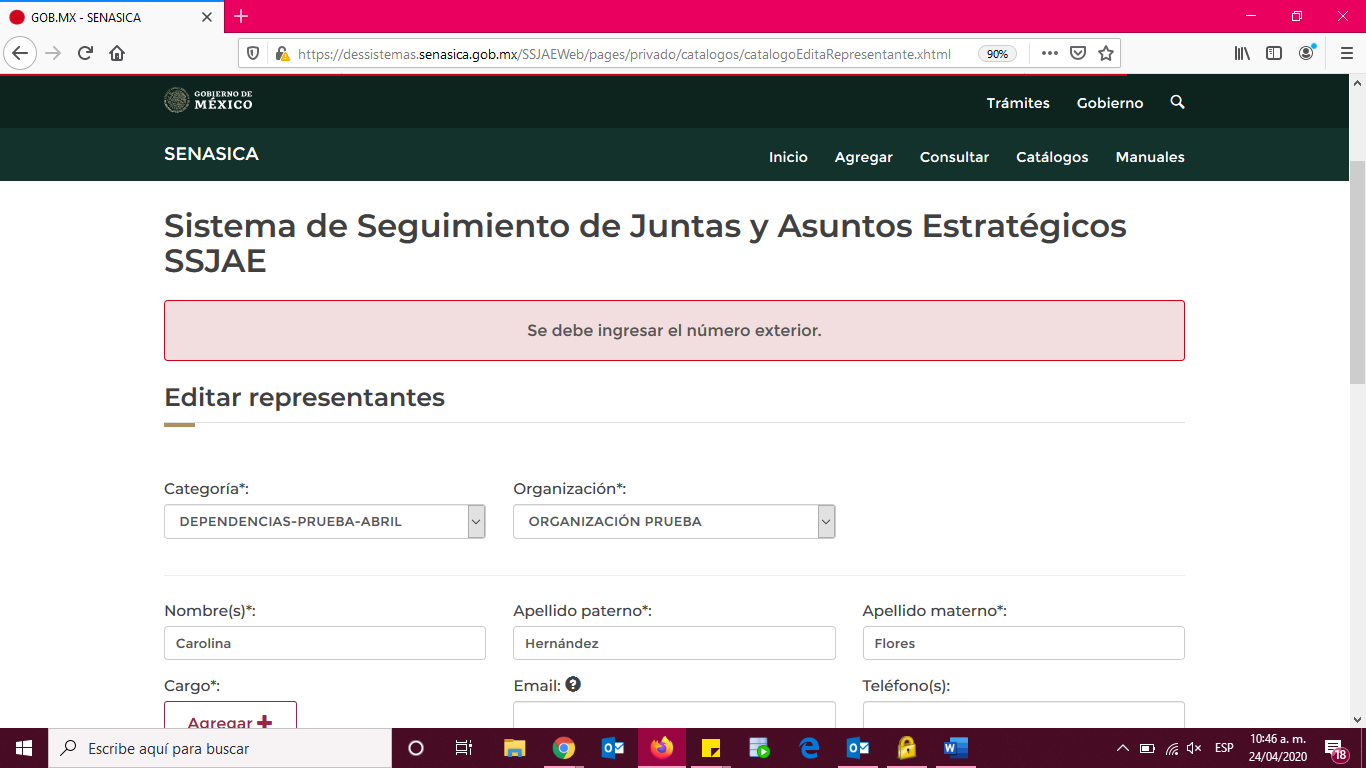 GOB.MX - SENASICA
https://dessistemas.senasica.gob.mx/SSJAEWeb/pages/privado/catalogos/catalogoEditaRepresentante.xhtml
90%
GOBIERNO DE
MÉXICO
Trámites
Gobierno
SENASICA
Inicio
Agregar
Consultar
Catálogos
Manuales
Sistema de Seguimiento de Juntas y Asuntos Estratégicos
SSJAE
Se debe ingresar el número exterior.
Editar representantes
Categoría*:
Organización*:
DEPENDENCIAS-PRUEBA-ABRIL
ORGANIZACIÓN PRUEBA
Nombre(s)*:
Apellido paterno*:
Apellido materno*:
Carolina
Hernández
Flores
Cargo*:
Email:
Teléfono(s):
Agregar
Escribe aquí para buscar
ESP
10:46 a. m.
24/04/2020
18